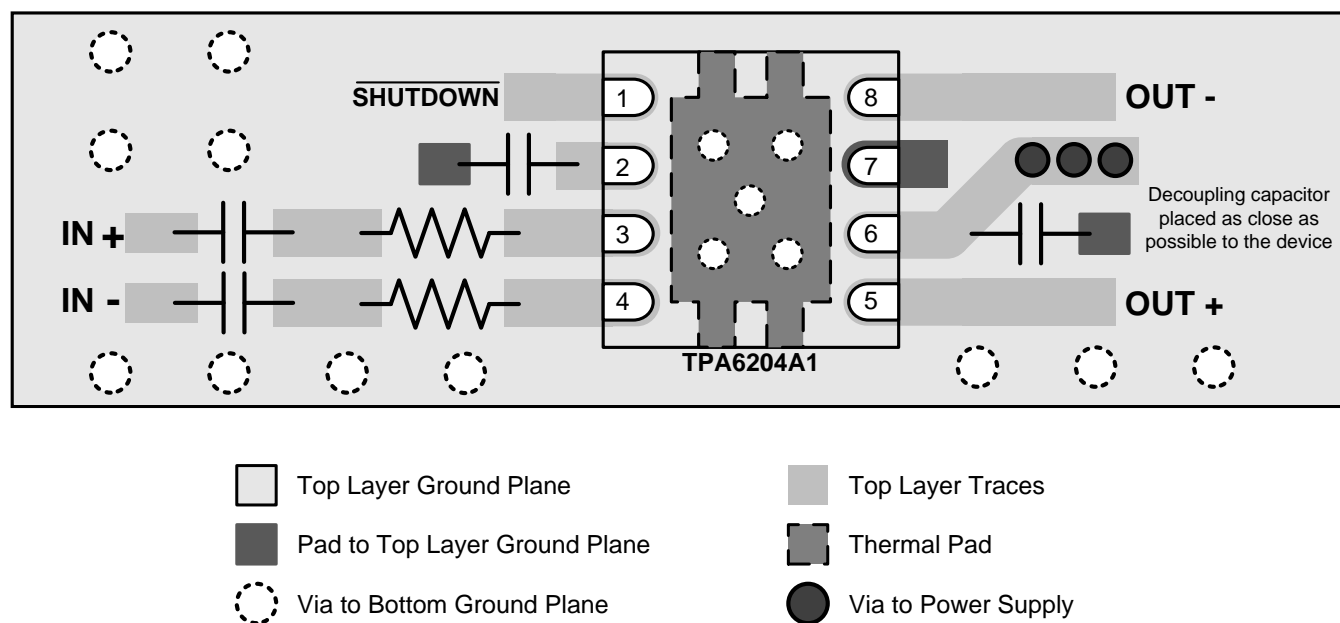 SHUTDOWN
1
8
OUT -
2
7
Decoupling capacitor
placed as close as
possible to the device
IN +
3
6
IN -
4
5
OUT +
TPA6204A1
Top Layer Ground Plane
Top Layer Traces
Pad to Top Layer Ground Plane
Thermal Pad
Via to Bottom Ground Plane
Via to Power Supply